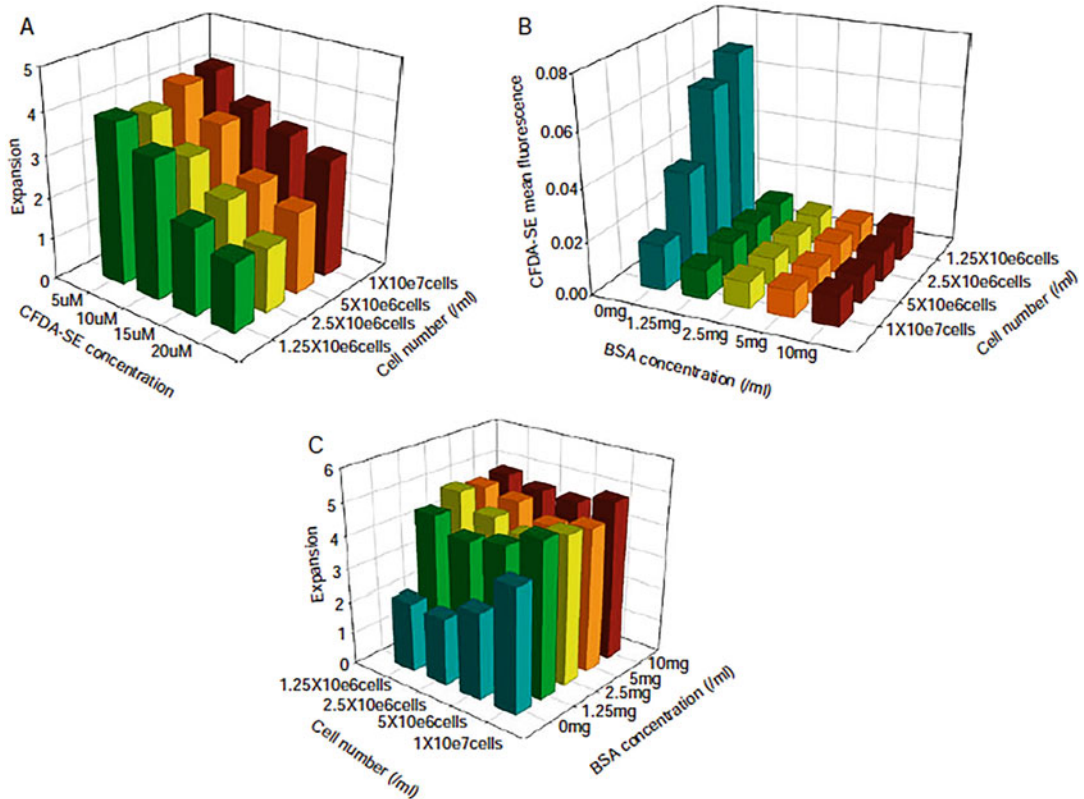 A
5
4
3
2
1
0
Expansion
5uM
10uM
15uM
20uM
CFDA-SE concentration
1X10e7cells
5X10e6cells
2.5X10e6cells
1.25X10e6cells
Cell number (/ml)
B
0.08
0.06
0.04
0.02
0.00
CFDA-SE mean fluorescence
0mg
1.25mg
2.5mg
5mg
10mg
BSA concentration (/ml)
1.25X10e6cells
2.5X10e6cells
5X10e6cells
1X10e7cells
Cell number (/ml)
C
6
5
4
3
2
1
0
Expansion
1.25X10e6cells
2.5X10e6cells
5X10e6cells
1X10e7cells
Cell number (/ml)
10mg
5mg
2.5mg
1.25mg
0mg
BSA concentration (/ml)